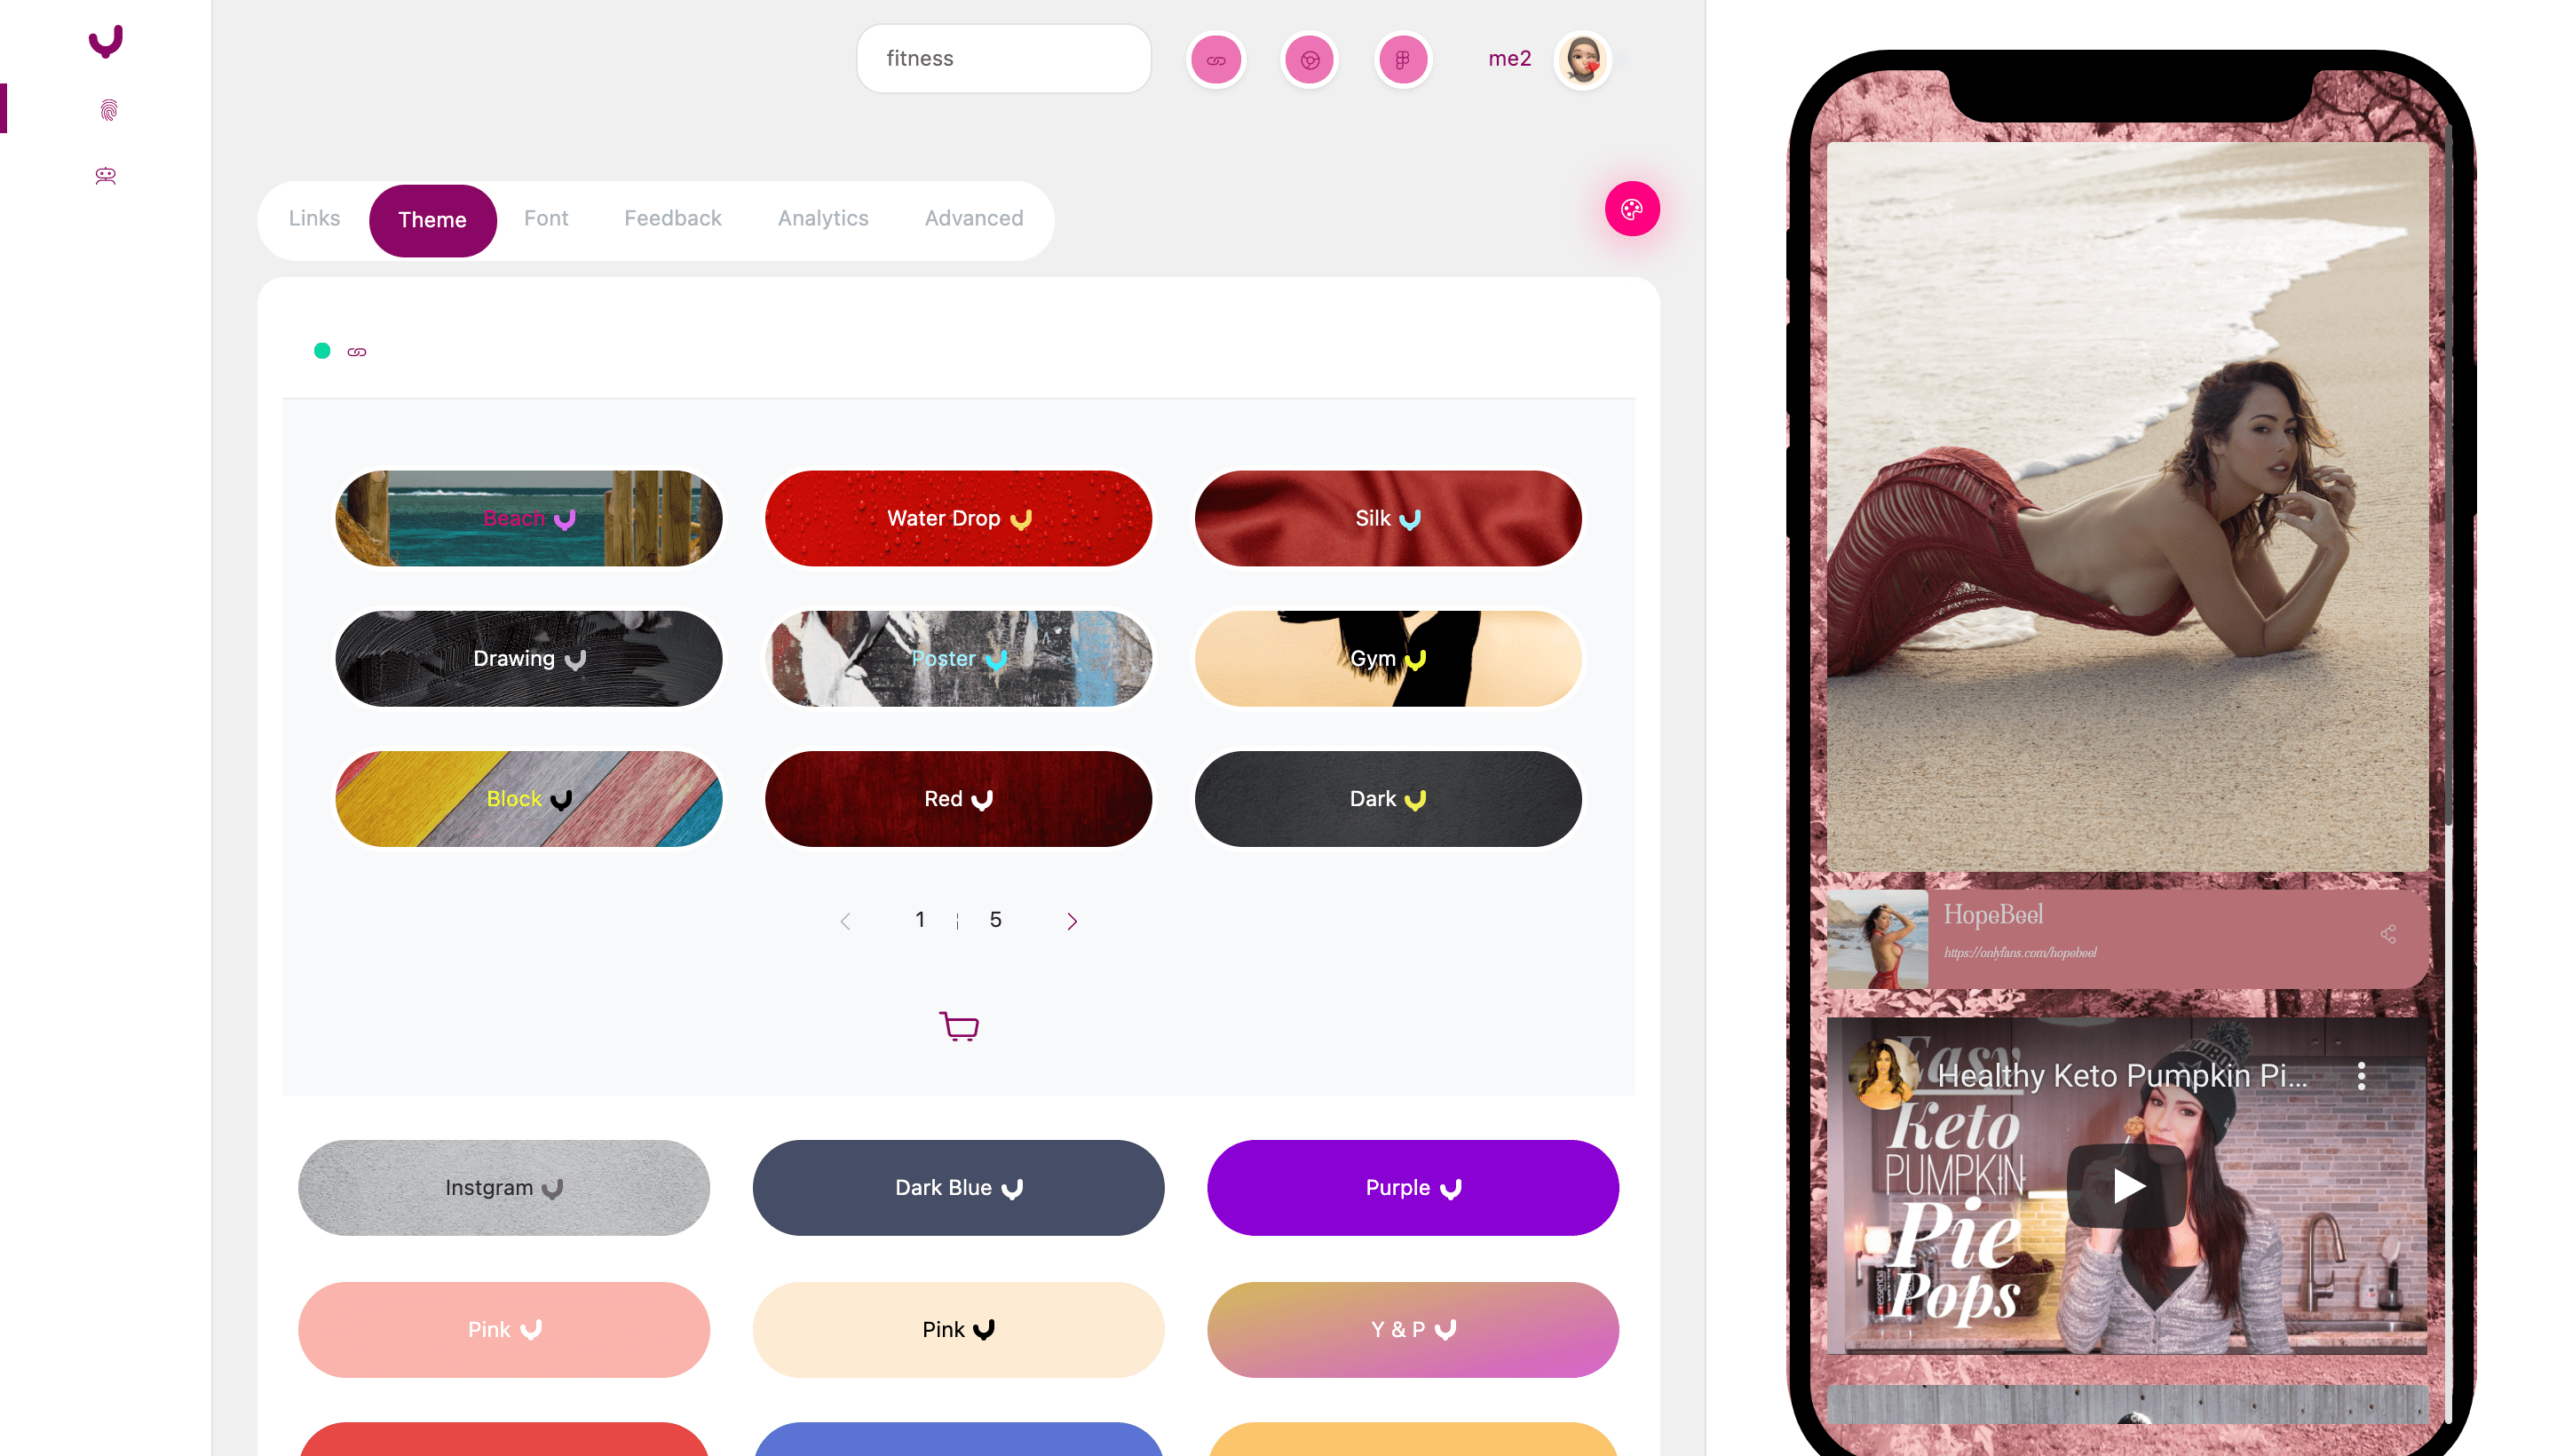 fitness
me2
Links Theme Font Feedback Analytics Advanced
Beach
Water Drop
Silk
Drawing
Poster
Gym
Block
Red
Dark
1 ¦ 5
Instgram
Dark Blue
Purple
Pink
Pink
Y & P
HopeBeel
https://onlyfans.com/hopebeel
Healthy Keto Pumpkin Pi...
Easy
Keto
PUMPKIN
Pie
Pops